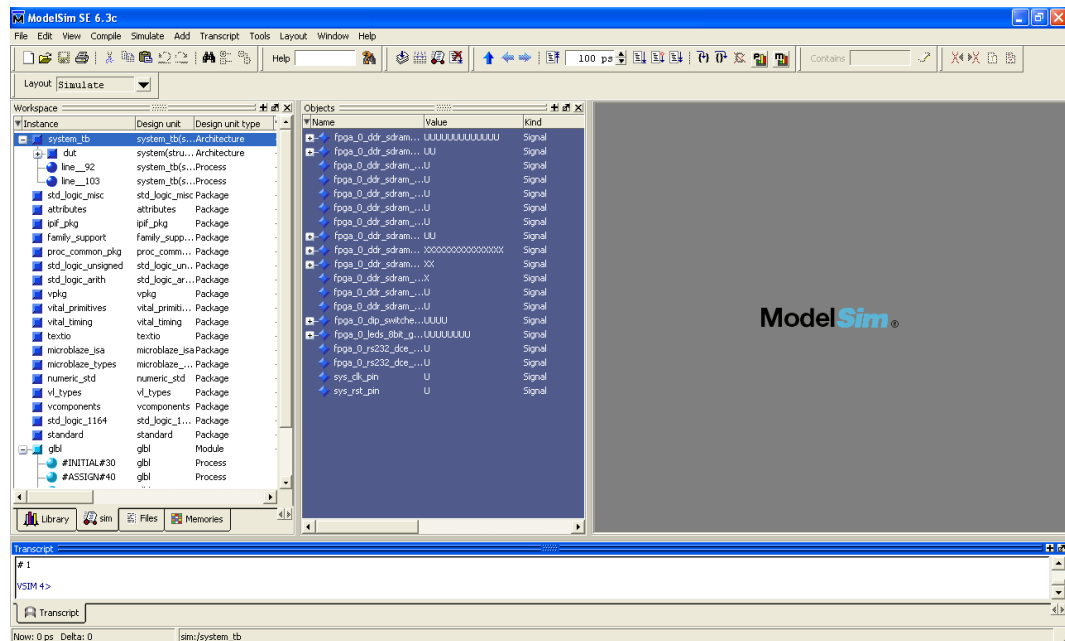 ModelSim SE 6.3c
File Edit View Compile Simulate Add Transcript Tools Layout Window Help
Help 100 ps Contains
Layout Simulate
Workspace
Instance Design unit Design unit type
system_tb system_tb(s... Architecture
dut system(stru... Architecture
line__92 system_tb(s... Process
line__103 system_tb(s... Process
std_logic_misc std_logic_misc Package
attributes attributes Package
ipif_pkg ipif_pkg Package
family_support family_supp... Package
proc_common_pkg proc_comm... Package
std_logic_unsigned std_logic_un... Package
std_logic_arith std_logic_ar... Package
vpkg vpkg Package
vital_primitives vital_primiti... Package
vital_timing vital_timing Package
textio textio Package
microblaze_isa microblaze_isa Package
microblaze_types microblaze_... Package
numeric_std numeric_std Package
vl_types vl_types Package
vcomponents vcomponents Package
std_logic_1164 std_logic_1... Package
standard standard Package
glbl glbl Module
#INITIAL#30 glbl Process
#ASSIGN#40 glbl Process
Library sim Files Memories
Objects
Name Value Kind
fpga_0_ddr_sdram... UUUUUUUUUUUUU Signal
fpga_0_ddr_sdram... UU Signal
fpga_0_ddr_sdram_... U Signal
fpga_0_ddr_sdram_... U Signal
fpga_0_ddr_sdram_... U Signal
fpga_0_ddr_sdram_... U Signal
fpga_0_ddr_sdram_... U Signal
fpga_0_ddr_sdram... UU Signal
fpga_0_ddr_sdram... XXXXXXXXXXXXXXXX Signal
fpga_0_ddr_sdram... XX Signal
fpga_0_ddr_sdram_... X Signal
fpga_0_ddr_sdram_... U Signal
fpga_0_ddr_sdram_... U Signal
fpga_0_dip_switche... UUUU Signal
fpga_0_leds_8bit_g... UUUUUUUU Signal
fpga_0_rs232_dce_... U Signal
fpga_0_rs232_dce_... U Signal
sys_clk_pin U Signal
sys_rst_pin U Signal
ModelSim ®
Transcript
# 1
VSIM 4>
Transcript
Now: 0 ps Delta: 0 sim:/system_tb